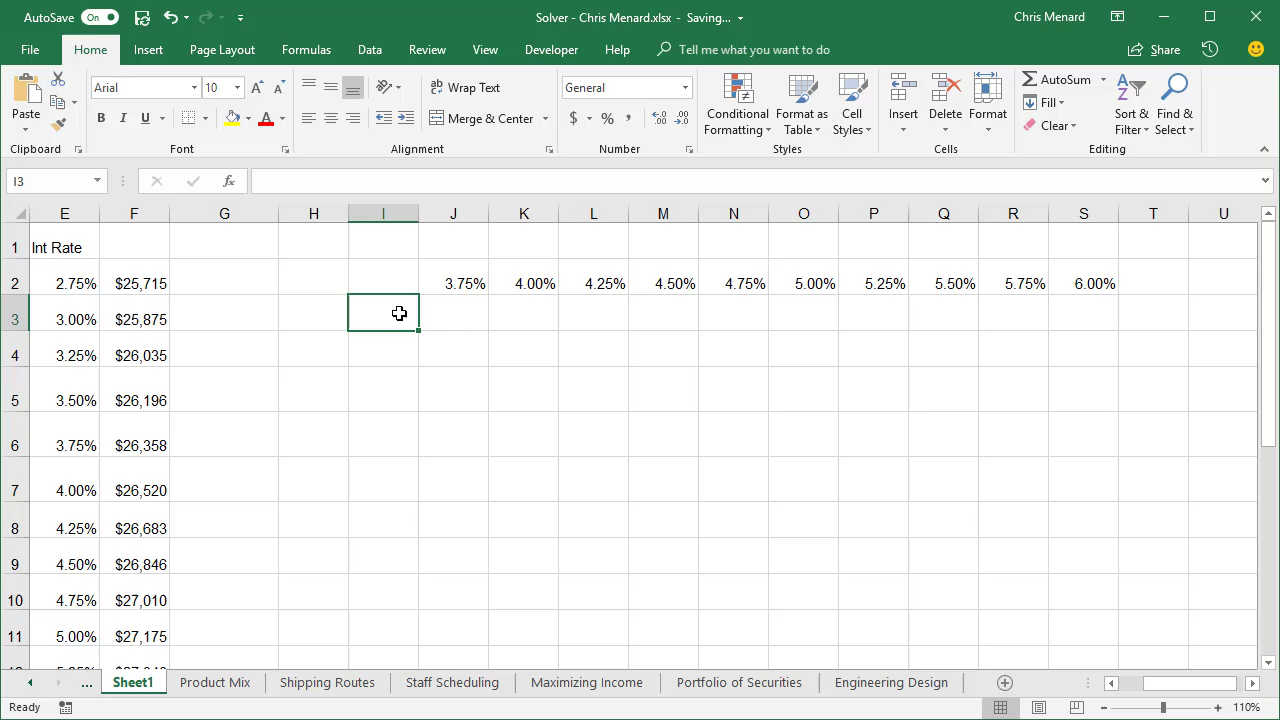 AutoSave On Solver - Chris Menard.xlsx - Saving... Chris Menard
File Home Insert Page Layout Formulas Data Review View Developer Help Tell me what you want to do Share
Paste Arial 10 Wrap Text General Conditional Format as Cell Insert Delete Format AutoSum Sort & Find &
B I U Merge & Center $ % , Formatting Table Styles Fill Filter Select
Clear
Clipboard Font Alignment Number Styles Cells Editing
I3 fx
E F G H I J K L M N O P Q R S T U
1 Int Rate
2 2.75% $25,715 3.75% 4.00% 4.25% 4.50% 4.75% 5.00% 5.25% 5.50% 5.75% 6.00%
3 3.00% $25,875
4 3.25% $26,035
5 3.50% $26,196
6 3.75% $26,358
7 4.00% $26,520
8 4.25% $26,683
9 4.50% $26,846
10 4.75% $27,010
11 5.00% $27,175
... Sheet1 Product Mix Shipping Routes Staff Scheduling Maximizing Income Portfolio of Securities Engineering Design
Ready 110%